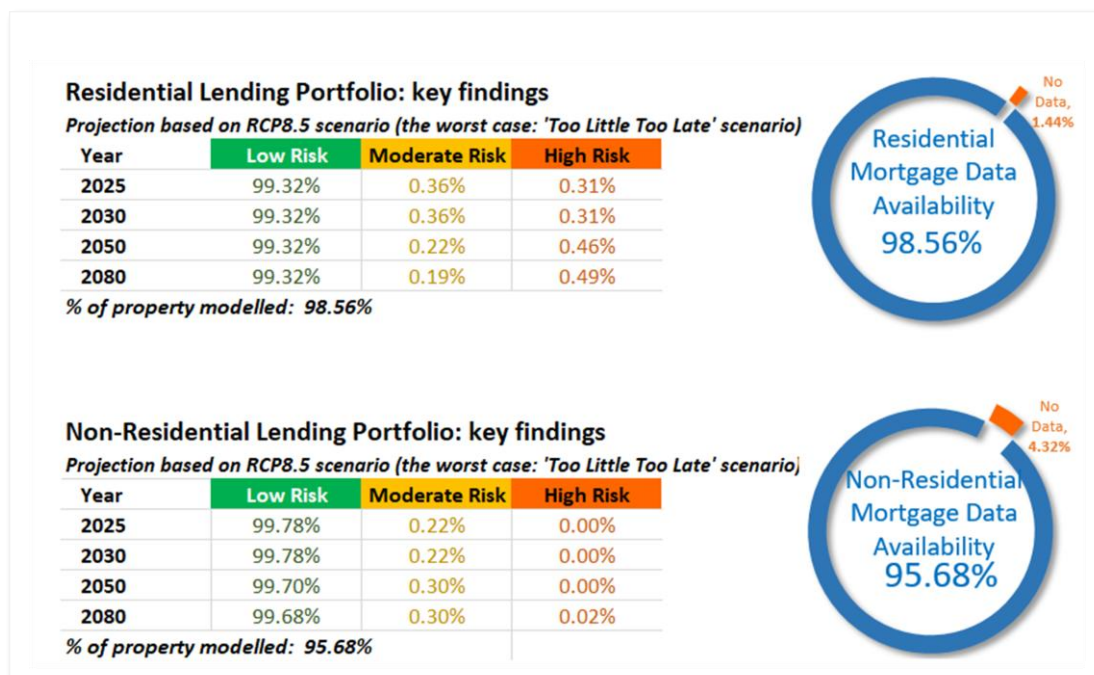 Residential Lending Portfolio: key findings
Projection based on RCP8.5 scenario (the worst case: 'Too Little Too Late' scenario)
Year Low Risk Moderate Risk High Risk
2025 99.32% 0.36% 0.31%
2030 99.32% 0.36% 0.31%
2050 99.32% 0.22% 0.46%
2080 99.32% 0.19% 0.49%
% of property modelled: 98.56%
No
Data,
1.44%
Residential
Mortgage Data
Availability
98.56%
Non-Residential Lending Portfolio: key findings
Projection based on RCP8.5 scenario (the worst case: 'Too Little Too Late' scenario)
Year Low Risk Moderate Risk High Risk
2025 99.78% 0.22% 0.00%
2030 99.78% 0.22% 0.00%
2050 99.70% 0.30% 0.00%
2080 99.68% 0.30% 0.02%
% of property modelled: 95.68%
No
Data,
4.32%
Non-Residential
Mortgage Data
Availability
95.68%